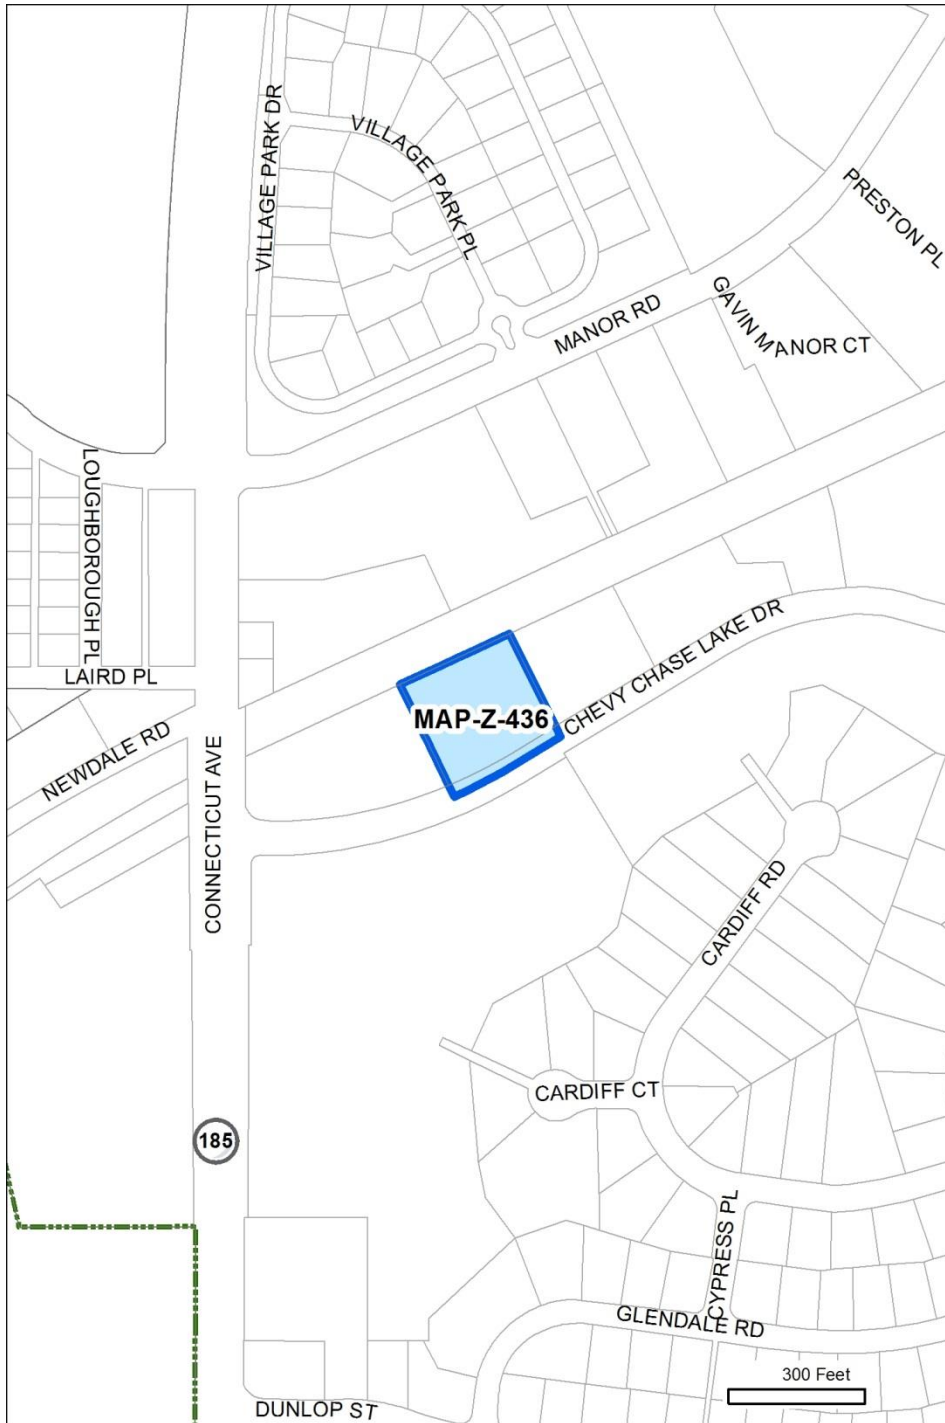 VILLAGE PARK DR
VILLAGE PARK PL
PRESTON PL
GAVIN MANOR CT
MANOR RD
LOUGHBOROUGH PL
LAIRD PL
NEWDALE RD
CONNECTICUT AVE
MAP-Z-436
CHEVY CHASE LAKE DR
CARDIFF RD
CARDIFF CT
185
CYPRESS PL
GLENDALE RD
300 Feet
DUNLOP ST